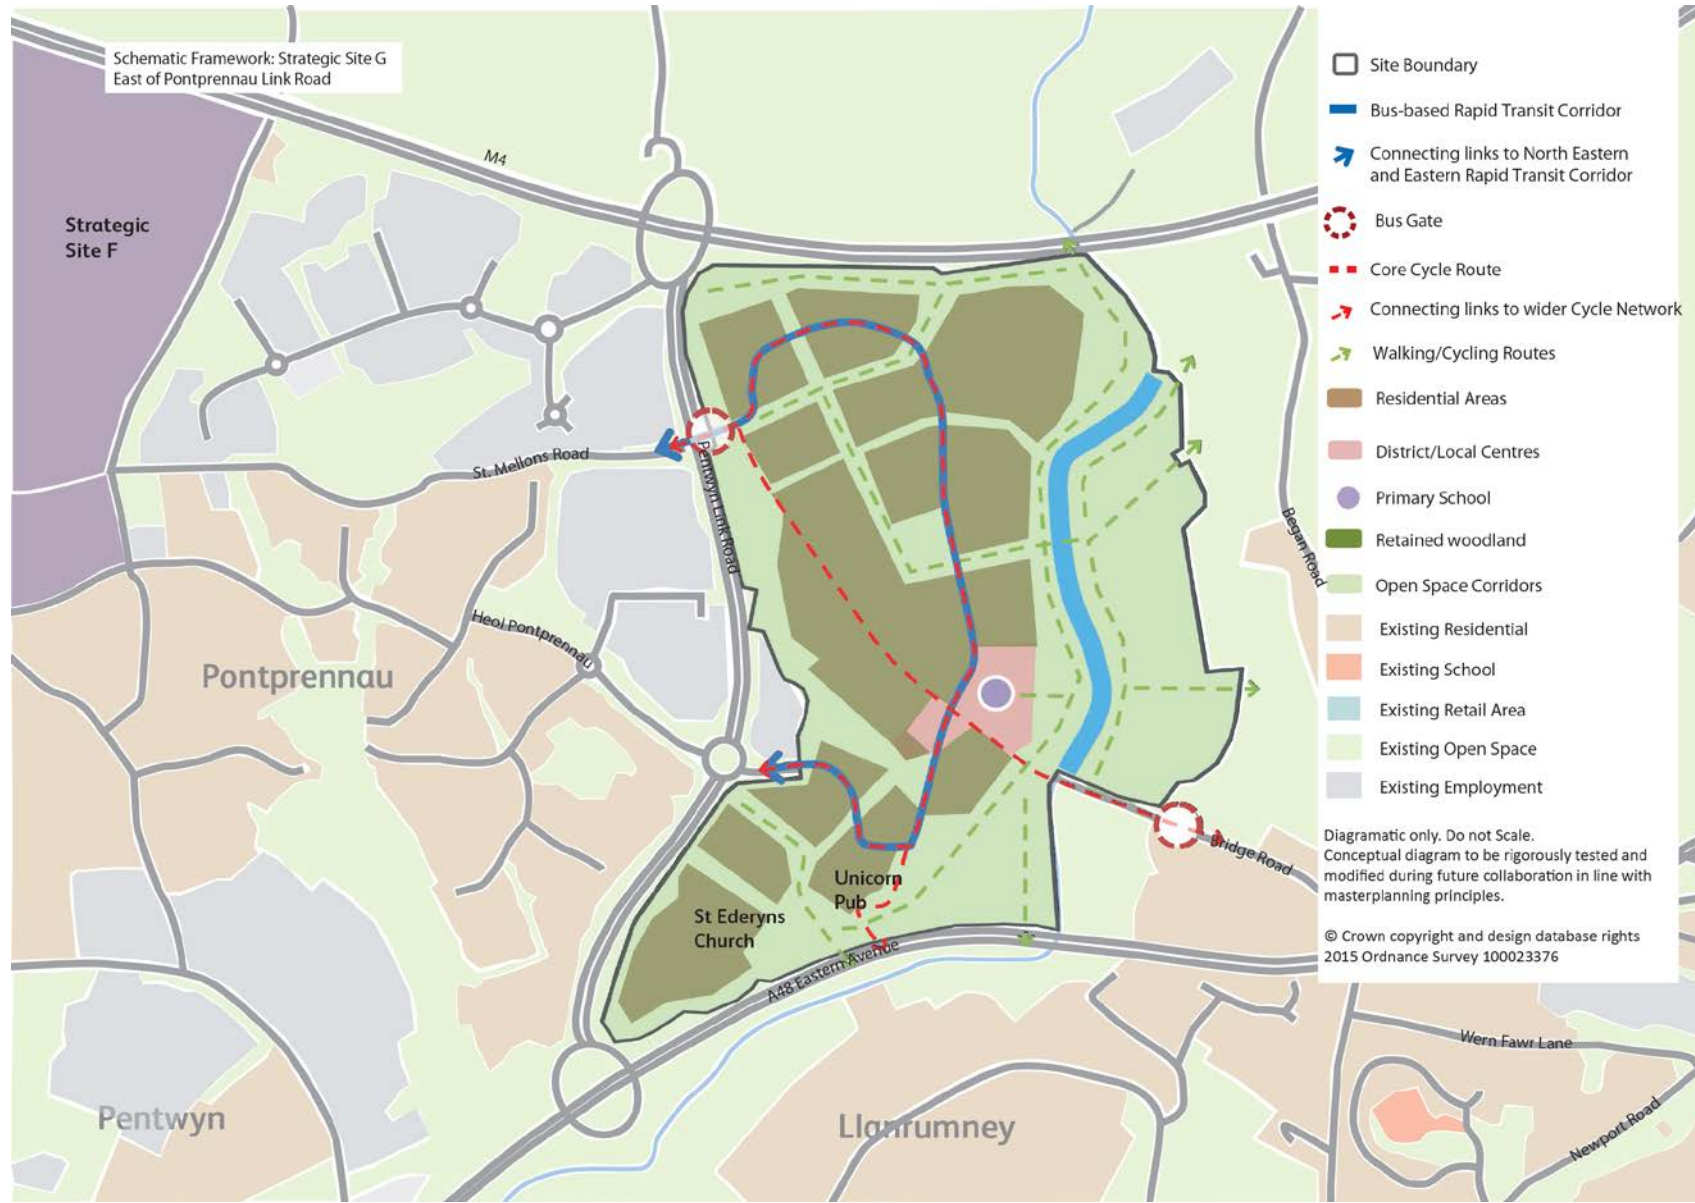 Schematic Framework: Strategic Site G
East of Pontprennau Link Road
M4
Strategic
Site F
St. Mellons Road
Pentwyn Link Road
Heol Pontprennau
Pontprennau
Began Road
Bridge Road
Unicorn
Pub
St Ederyns
Church
A48 Eastern Avenue
Pentwyn
Llanrumney
Wern Fawr Lane
Newport Road
Site Boundary
Bus-based Rapid Transit Corridor
Connecting links to North Eastern
and Eastern Rapid Transit Corridor
Bus Gate
Core Cycle Route
Connecting links to wider Cycle Network
Walking/Cycling Routes
Residential Areas
District/Local Centres
Primary School
Retained woodland
Open Space Corridors
Existing Residential
Existing School
Existing Retail Area
Existing Open Space
Existing Employment
Diagramatic only. Do not Scale.
Conceptual diagram to be rigorously tested and
modified during future collaboration in line with
masterplanning principles.
© Crown copyright and design database rights
2015 Ordnance Survey 100023376